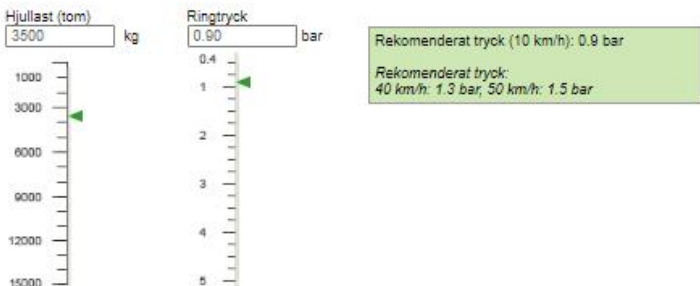 Hjullast (tom)
3500 kg
Ringtryck
0.90 bar
Rekomenderat tryck (10 km/h): 0.9 bar
Rekomenderat tryck:
40 km/h: 1.3 bar, 50 km/h: 1.5 bar
1000
3000
6000
9000
12000
15000
0.4
1
2
3
4
5